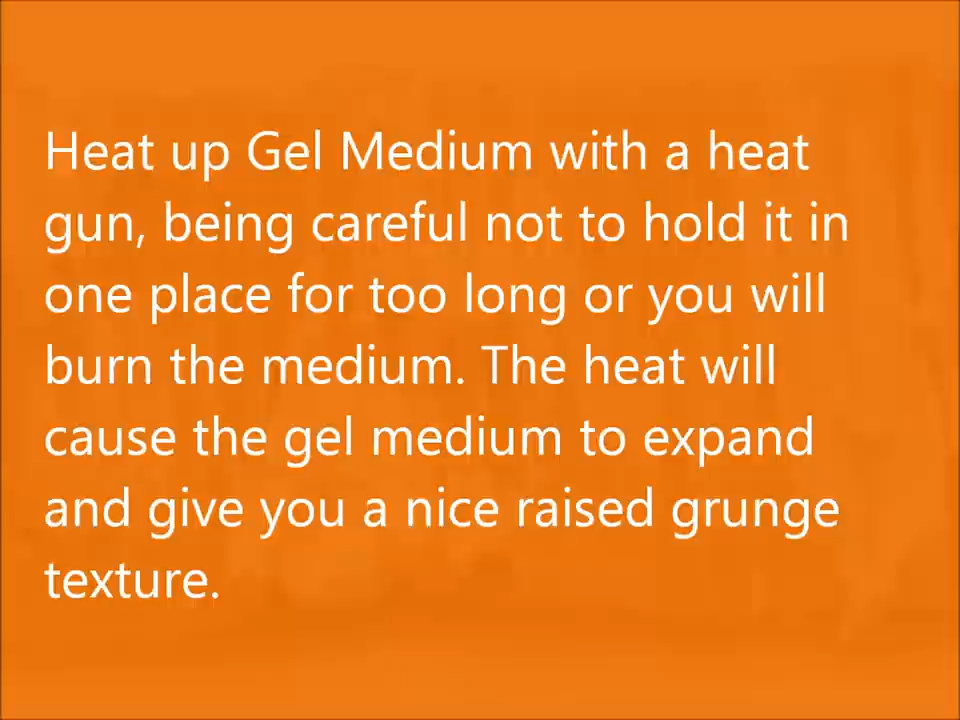 Heat up Gel Medium with a heat
gun, being careful not to hold it in
one place for too long or you will
burn the medium. The heat will
cause the gel medium to expand
and give you a nice raised grunge
texture.